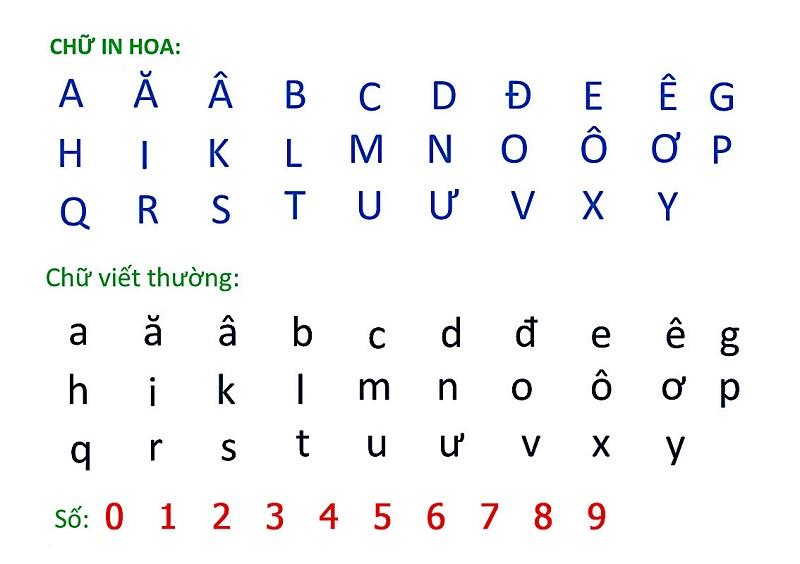 CHỮ IN HOA:
A Ă Â B C D Đ E Ê G
H I K L M N O Ô Ơ P
Q R S T U Ư V X Y
Chữ viết thường:
a ă â b c d đ e ê g
h i k l m n o ô ơ p
q r s t u ư v x y
Số: 0 1 2 3 4 5 6 7 8 9